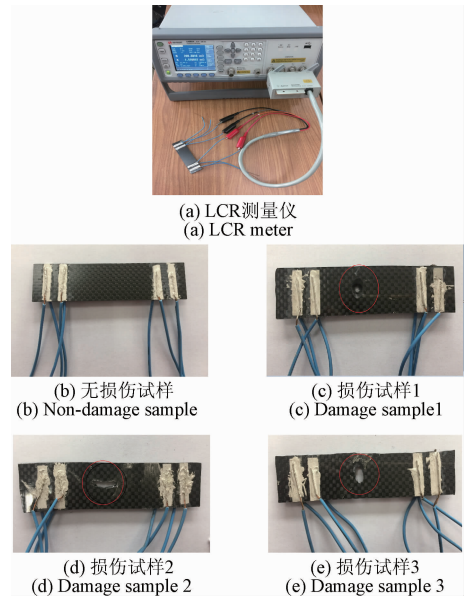 (a) LCR测量仪
(a) LCR meter
(b) 无损伤试样
(b) Non-damage sample
(c) 损伤试样1
(c) Damage sample1
(d) 损伤试样2
(d) Damage sample 2
(e) 损伤试样3
(e) Damage sample 3